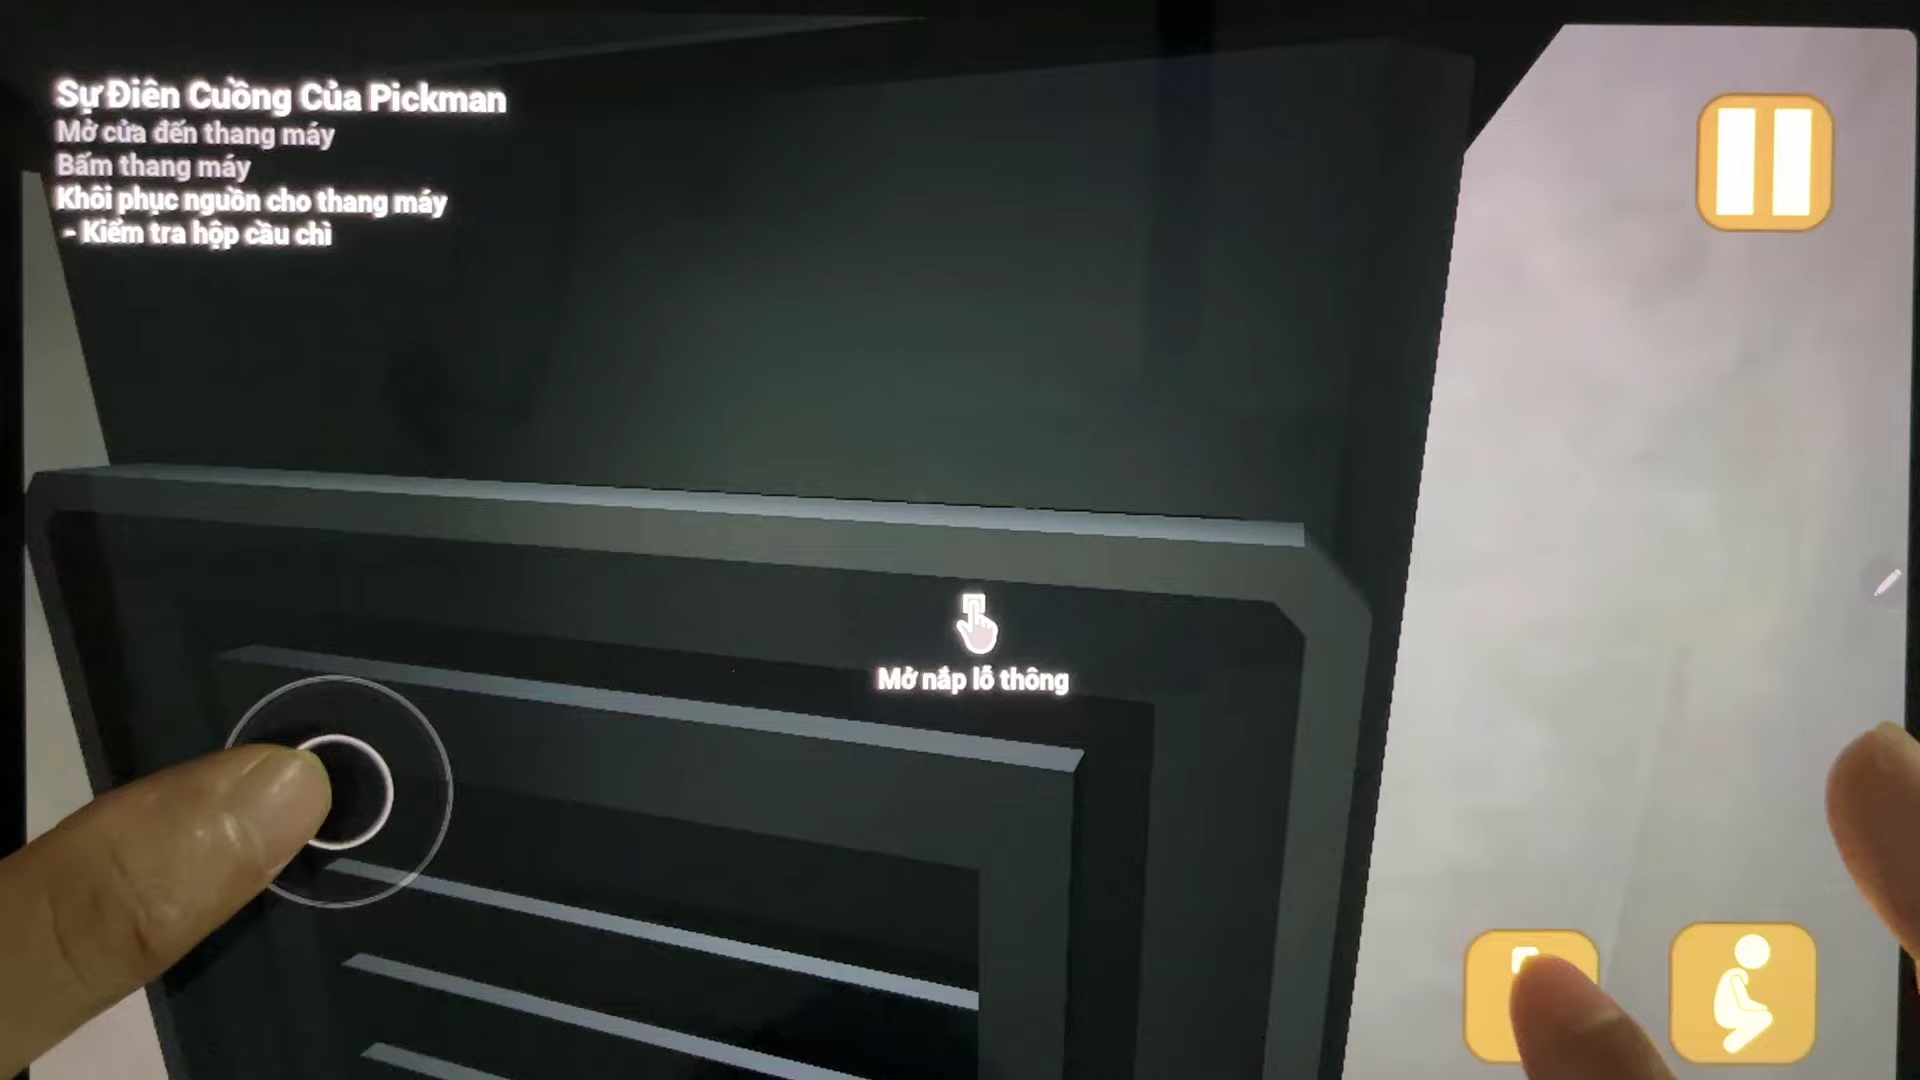 Sự Điên Cuồng Của Pickman
Mở cửa đến thang máy
Bấm thang máy
Khôi phục nguồn cho thang máy
- Kiểm tra hộp cầu chì
Mở nắp lỗ thông